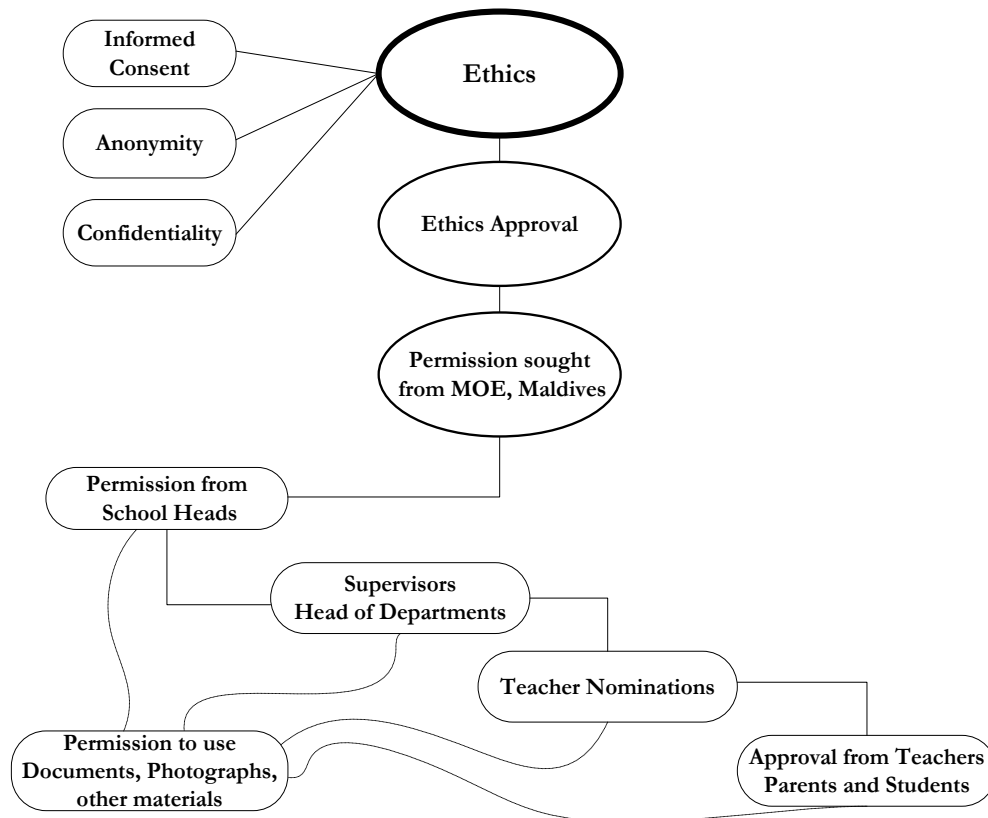 Informed
Consent
Ethics
Anonymity
Confidentiality
Ethics Approval
Permission sought
from MOE, Maldives
Permission from
School Heads
Supervisors
Head of Departments
Teacher Nominations
Permission to use
Documents, Photographs,
other materials
Approval from Teachers
Parents and Students